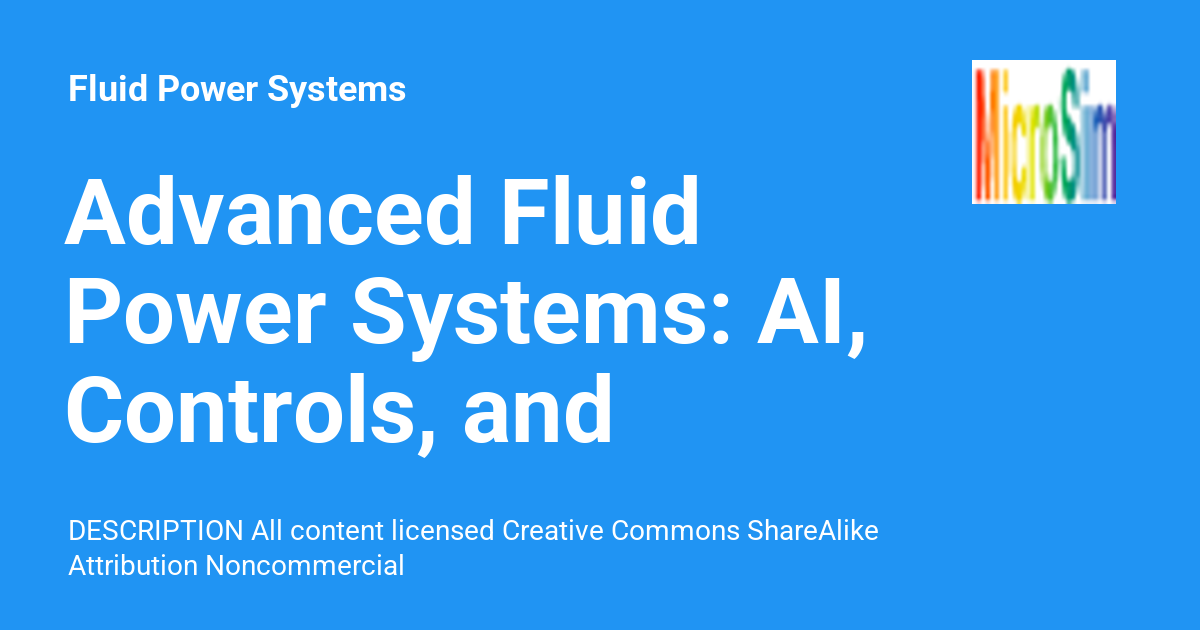 Fluid Power Systems
MicroSim
Advanced Fluid
Power Systems: AI,
Controls, and
DESCRIPTION All content licensed Creative Commons ShareAlike
Attribution Noncommercial